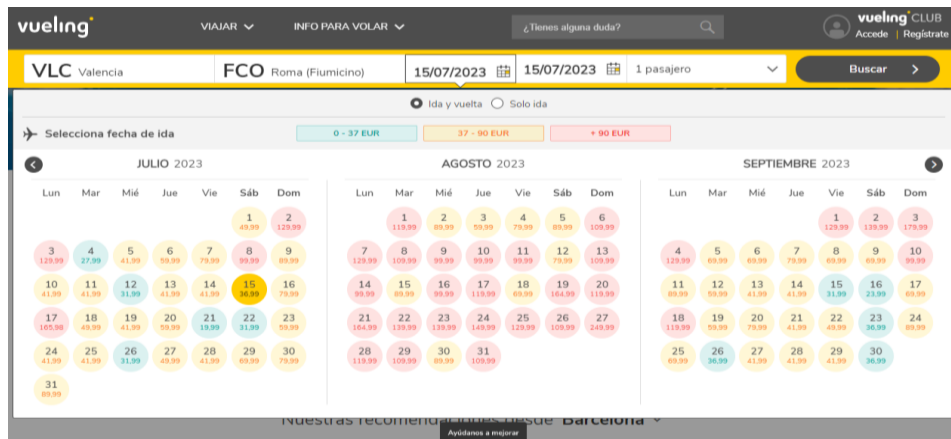 vueling VIAJAR INFO PARA VOLAR ¿Tienes alguna duda? vueling CLUB
Accede | Regístrate
VLC Valencia FCO Roma (Fiumicino) 15/07/2023 15/07/2023 1 pasajero Buscar
Ida y vuelta Solo ida
Selecciona fecha de ida 0 - 37 EUR 37 - 90 EUR + 90 EUR
JULIO 2023
Lun Mar Mié Jue Vie Sáb Dom
1 2
49,99 129,99
3 4 5 6 7 8 9
129,99 27,99 41,99 59,99 79,99 99,99 89,99
10 11 12 13 14 15 16
41,99 41,99 31,99 41,99 41,99 36,99 79,99
17 18 19 20 21 22 23
165,98 49,99 41,99 59,99 19,99 31,99 59,99
24 25 26 27 28 29 30
41,99 41,99 31,99 49,99 41,99 69,99 79,99
31
89,99
AGOSTO 2023
Lun Mar Mié Jue Vie Sáb Dom
1 2 3 4 5 6
119,99 89,99 59,99 79,99 89,99 109,99
7 8 9 10 11 12 13
129,99 109,99 99,99 99,99 99,99 79,99 109,99
14 15 16 17 18 19 20
99,99 89,99 99,99 119,99 69,99 164,99 119,99
21 22 23 24 25 26 27
164,99 139,99 139,99 149,99 129,99 109,99 249,99
28 29 30 31
119,99 109,99 89,99 109,99
SEPTIEMBRE 2023
Lun Mar Mié Jue Vie Sáb Dom
1 2 3
129,99 139,99 179,99
4 5 6 7 8 9 10
129,99 69,99 69,99 79,99 69,99 69,99 99,99
11 12 13 14 15 16 17
89,99 59,99 41,99 41,99 31,99 23,99 69,99
18 19 20 21 22 23 24
119,99 59,99 79,99 41,99 49,99 36,99 89,99
25 26 27 28 29 30
69,99 36,99 41,99 41,99 41,99 36,99
Nuestras recomendaciones desde Barcelona
Ayúdanos a mejorar